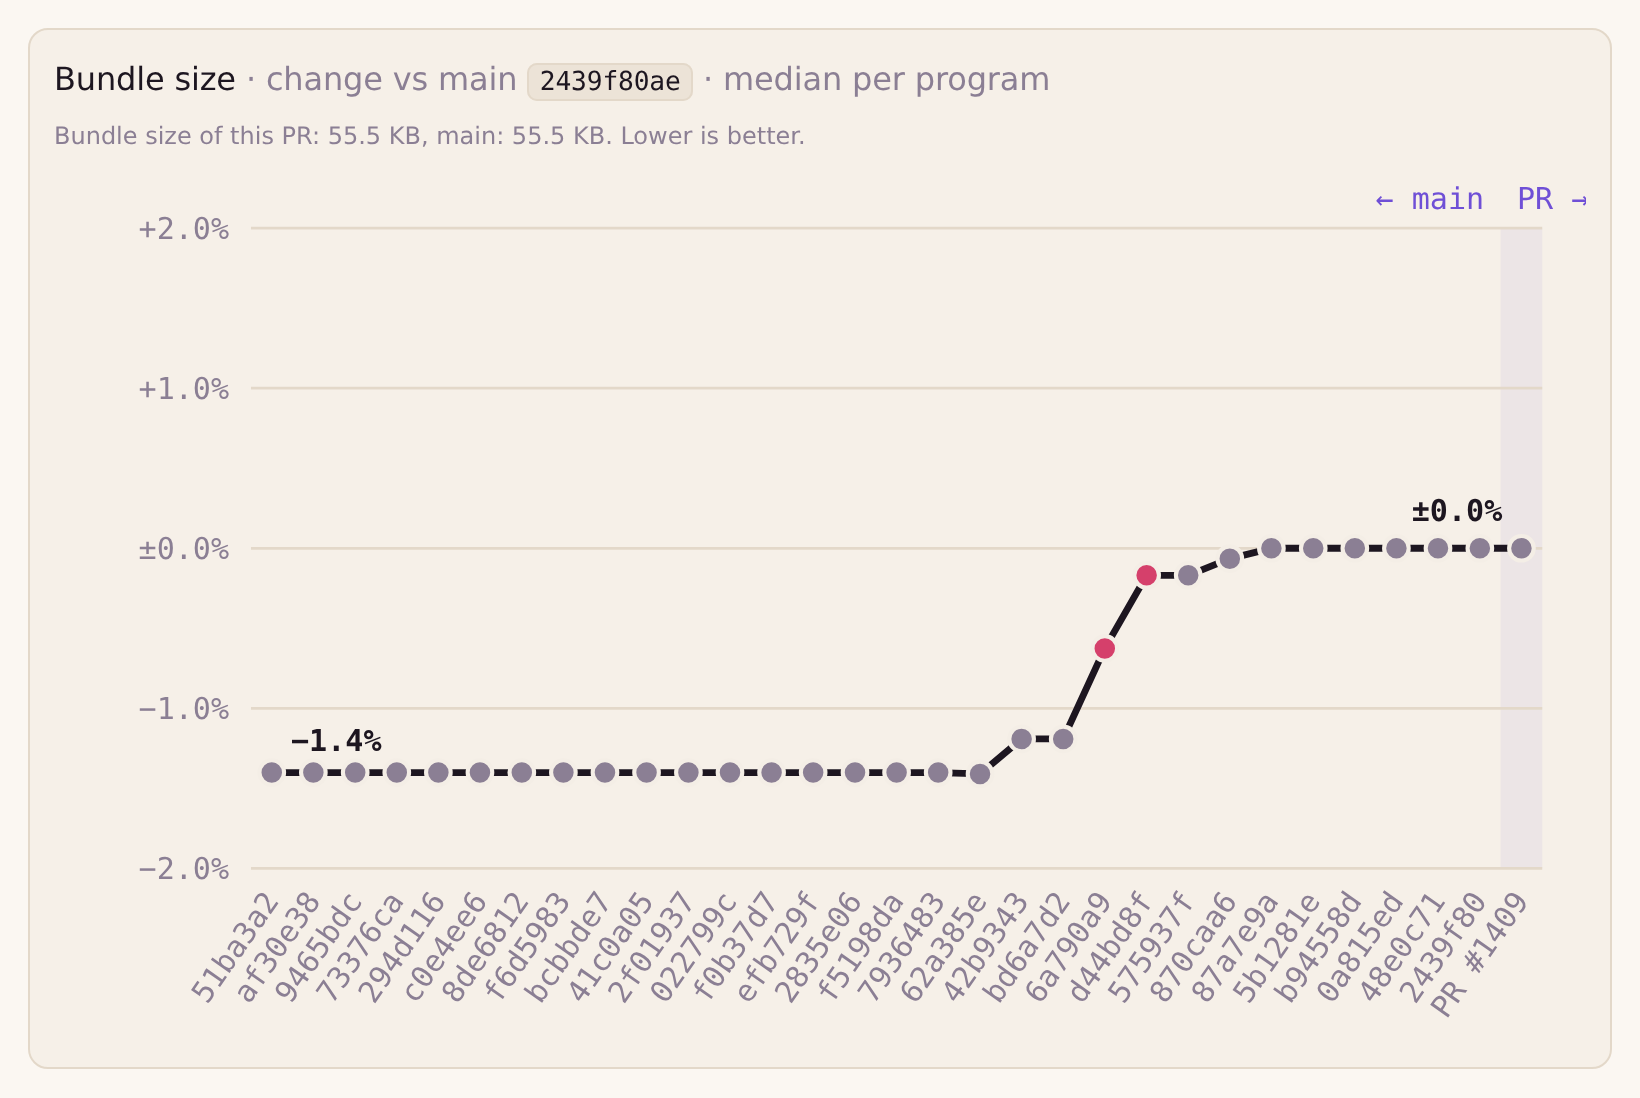 Bundle size · change vs main 2439f80ae · median per program
Bundle size of this PR: 55.5 KB, main: 55.5 KB. Lower is better.
← main PR →
+2.0%
+1.0%
±0.0%
−1.0%
−2.0%
−1.4%
±0.0%
51ba3a2
af30e38
9465bdc
73376ca
294d116
c0e4ee6
8de6812
f6d5983
bcbbde7
41c0a05
2f01937
022799c
f0b37d7
efb729f
2835e06
f5198da
7936483
62a385e
42b9343
bd6a7d2
6a790a9
d44bd8f
575937f
870caa6
87a7e9a
5b1281e
b94558d
0a815ed
48e0c71
2439f80
PR #1409